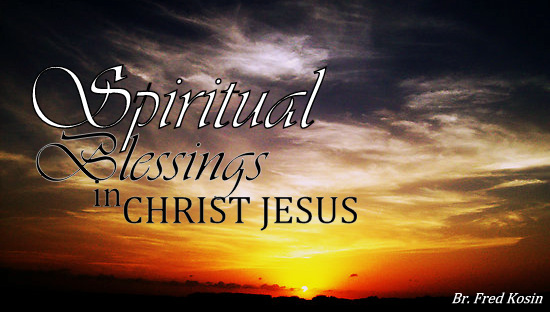 Spiritual
Blessings
in CHRIST JESUS
Br. Fred Kosin